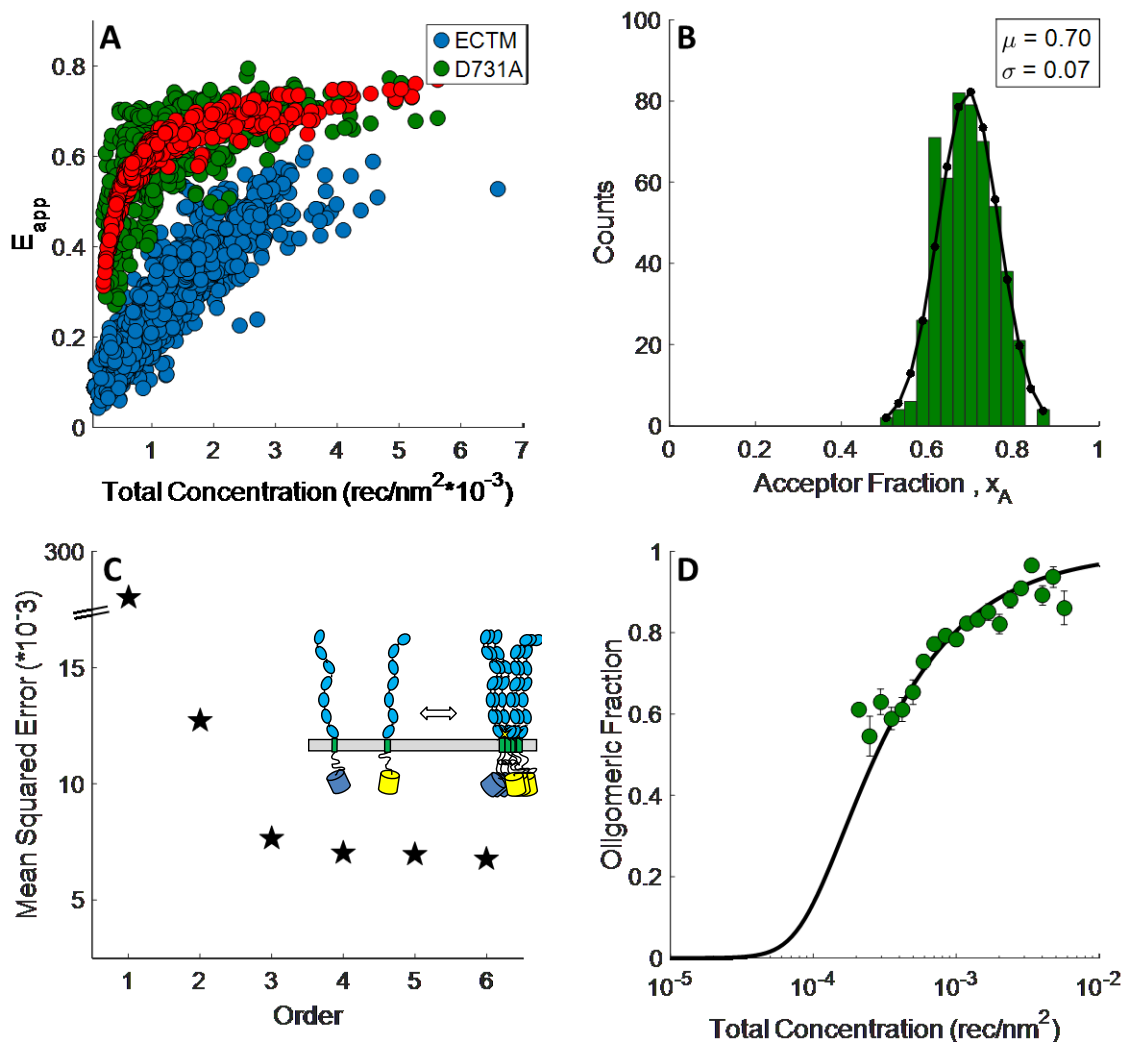 A
ECTM
D731A
0.8
0.6
0.4
0.2
0
E_app
1 2 3 4 5 6 7
Total Concentration (rec/nm²*10⁻³)
B
μ = 0.70
σ = 0.07
100
80
60
40
20
0
Counts
0 0.2 0.4 0.6 0.8 1
Acceptor Fraction , x_A
C
300
15
10
5
Mean Squared Error (*10⁻³)
1 2 3 4 5 6
Order
D
1
0.8
0.6
0.4
0.2
0
Oligomeric Fraction
10⁻⁵ 10⁻⁴ 10⁻³ 10⁻²
Total Concentration (rec/nm²)